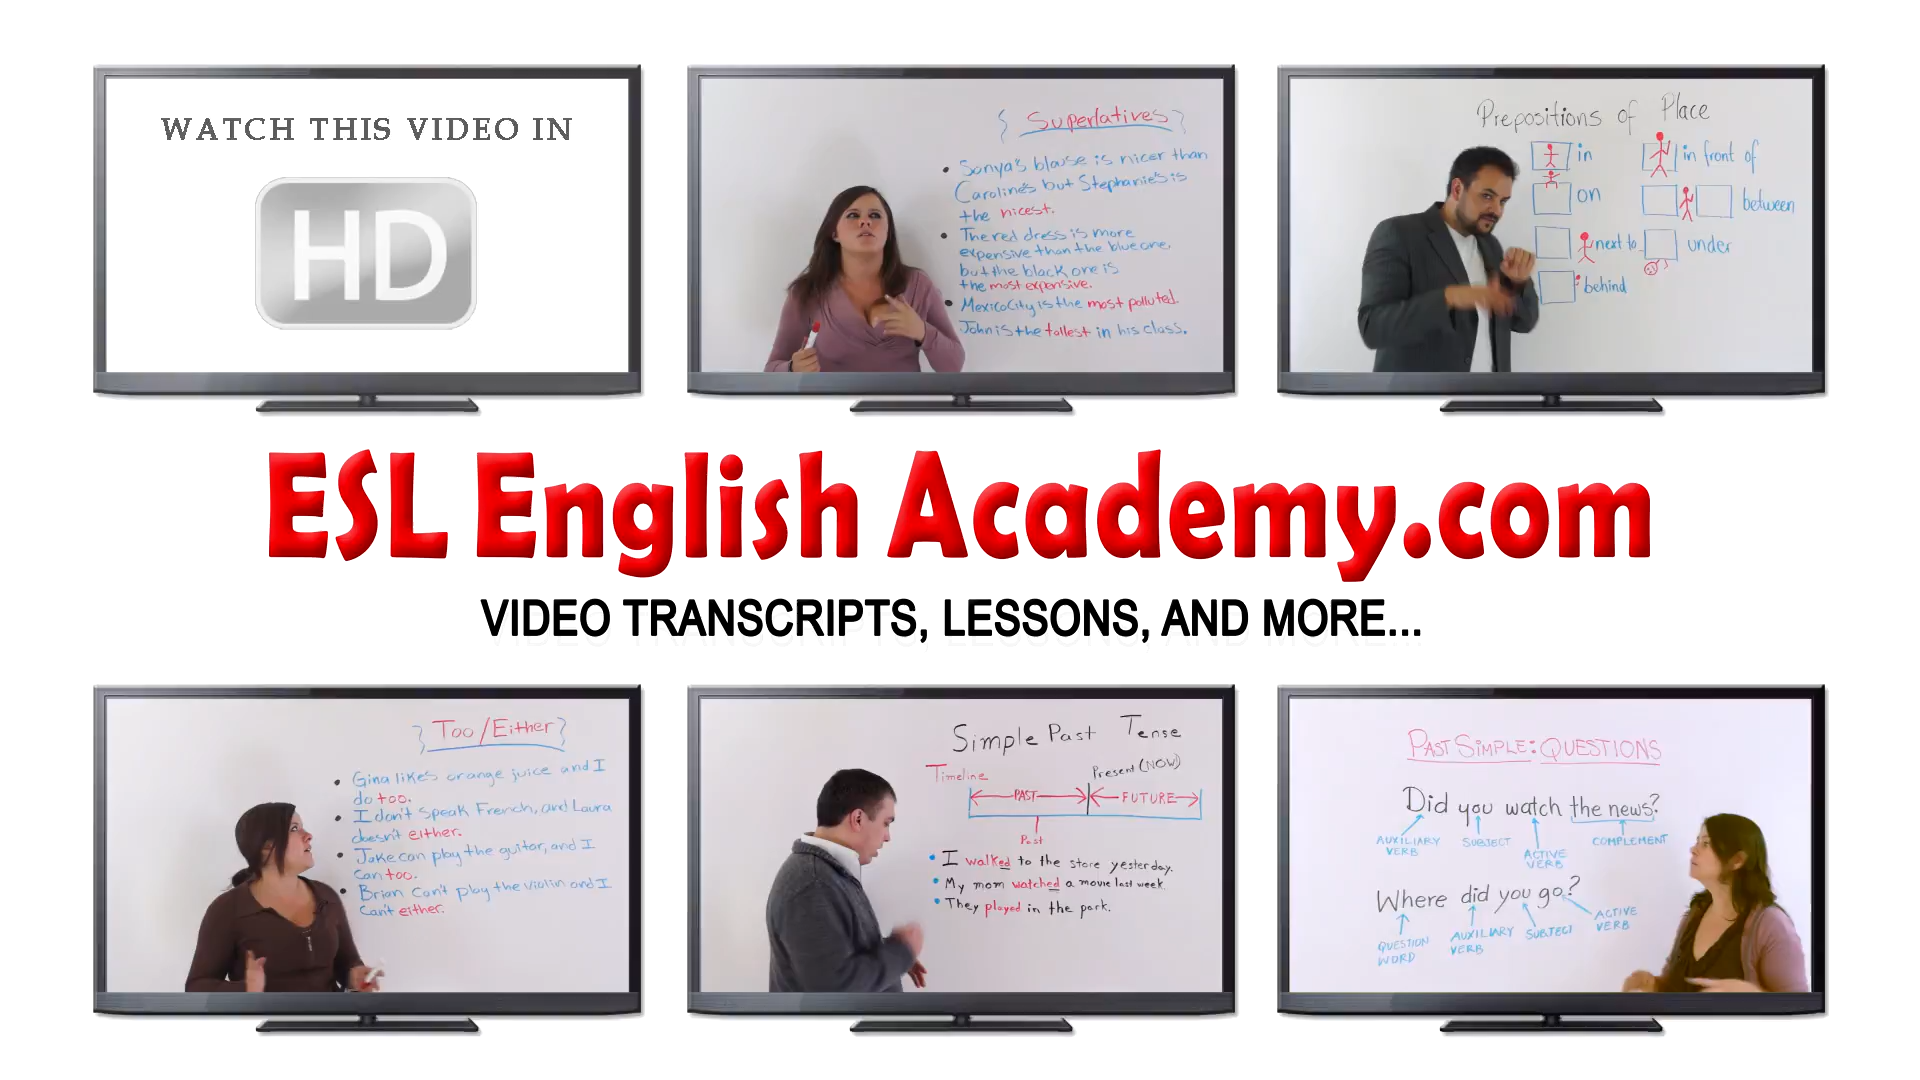 WATCH THIS VIDEO IN
HD
{ Superlatives }
• Sonya's blouse is nicer than
Caroline's but Stephanie's is
the nicest.
• The red dress is more
expensive than the blue one,
but the black one is
the most expensive.
• Mexico City is the most polluted.
John is the tallest in his class.
Prepositions of Place
in
in front of
on
between
next to
under
behind
ESL English Academy.com
VIDEO TRANSCRIPTS, LESSONS, AND MORE...
{ Too/Either }
• Gina likes orange juice and I
do too.
• I don't speak French, and Laura
doesn't either.
• Jake can play the guitar, and I
can too.
• Brian can't play the violin and I
can't either.
Simple Past Tense
Timeline
Present (NOW)
PAST
FUTURE
Past
• I walked to the store yesterday.
• My mom watched a movie last week.
• They played in the park.
PAST SIMPLE: QUESTIONS
Did you watch the news?
AUXILIARY VERB
SUBJECT
ACTIVE VERB
COMPLEMENT
Where did you go?
QUESTION WORD
AUXILIARY VERB
SUBJECT
ACTIVE VERB